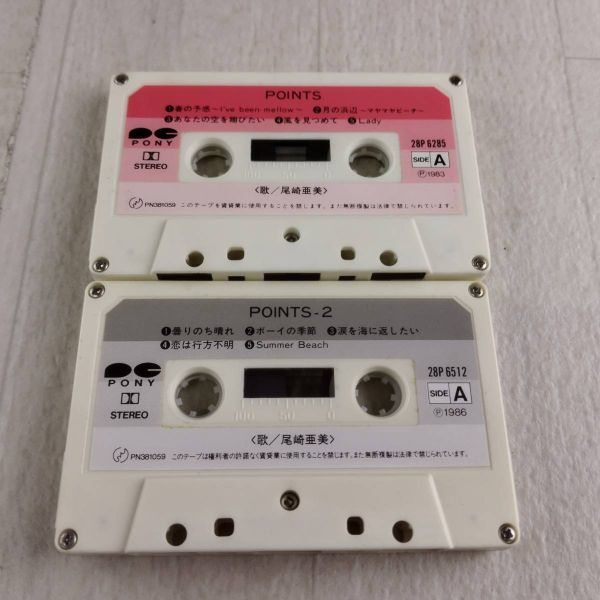 POINTS
❶春の予感～I've been mellow～ ❷月の浜辺～マヤマヤビーチ～
❸あなたの空を翔びたい ❹風を見つめて ❺Lady
PONY
28P 6285
STEREO
SIDE A
100 50 0
Ⓟ1983
〈歌／尾崎亜美〉
PN381059 このテープを賃貸業に使用することを禁じます。また無断複製は法律で禁じられています。
POINTS-2
❶曇りのち晴れ ❷ボーイの季節 ❸涙を海に返したい
❹恋は行方不明 ❺Summer Beach
PONY
28P 6512
STEREO
SIDE A
100 50 0
Ⓟ1986
〈歌／尾崎亜美〉
PN381059 このテープは権利者の許諾なく賃貸業に使用することを禁じます。また無断複製は法律で禁じられています。